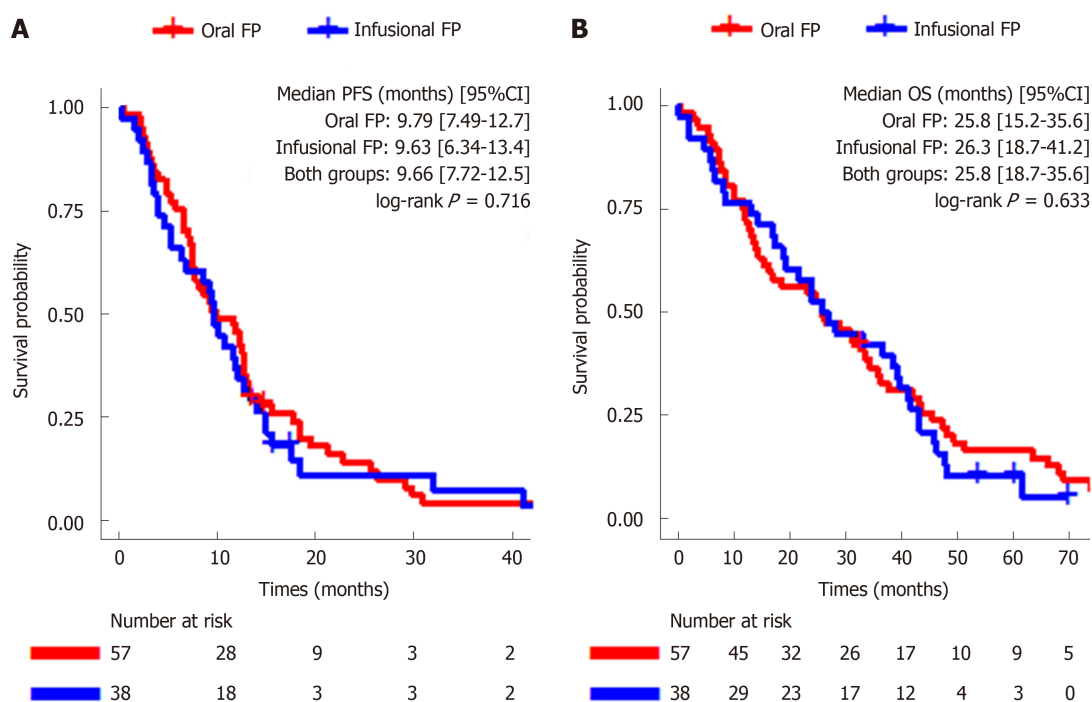 A
Oral FP
Infusional FP
Median PFS (months) [95%CI]
Oral FP: 9.79 [7.49-12.7]
Infusional FP: 9.63 [6.34-13.4]
Both groups: 9.66 [7.72-12.5]
log-rank P = 0.716
Survival probability
1.00
0.75
0.50
0.25
0.00
0 10 20 30 40
Times (months)
Number at risk
57 28 9 3 2
38 18 3 3 2
B
Oral FP
Infusional FP
Median OS (months) [95%CI]
Oral FP: 25.8 [15.2-35.6]
Infusional FP: 26.3 [18.7-41.2]
Both groups: 25.8 [18.7-35.6]
log-rank P = 0.633
Survival probability
1.00
0.75
0.50
0.25
0.00
0 10 20 30 40 50 60 70
Times (months)
Number at risk
57 45 32 26 17 10 9 5
38 29 23 17 12 4 3 0